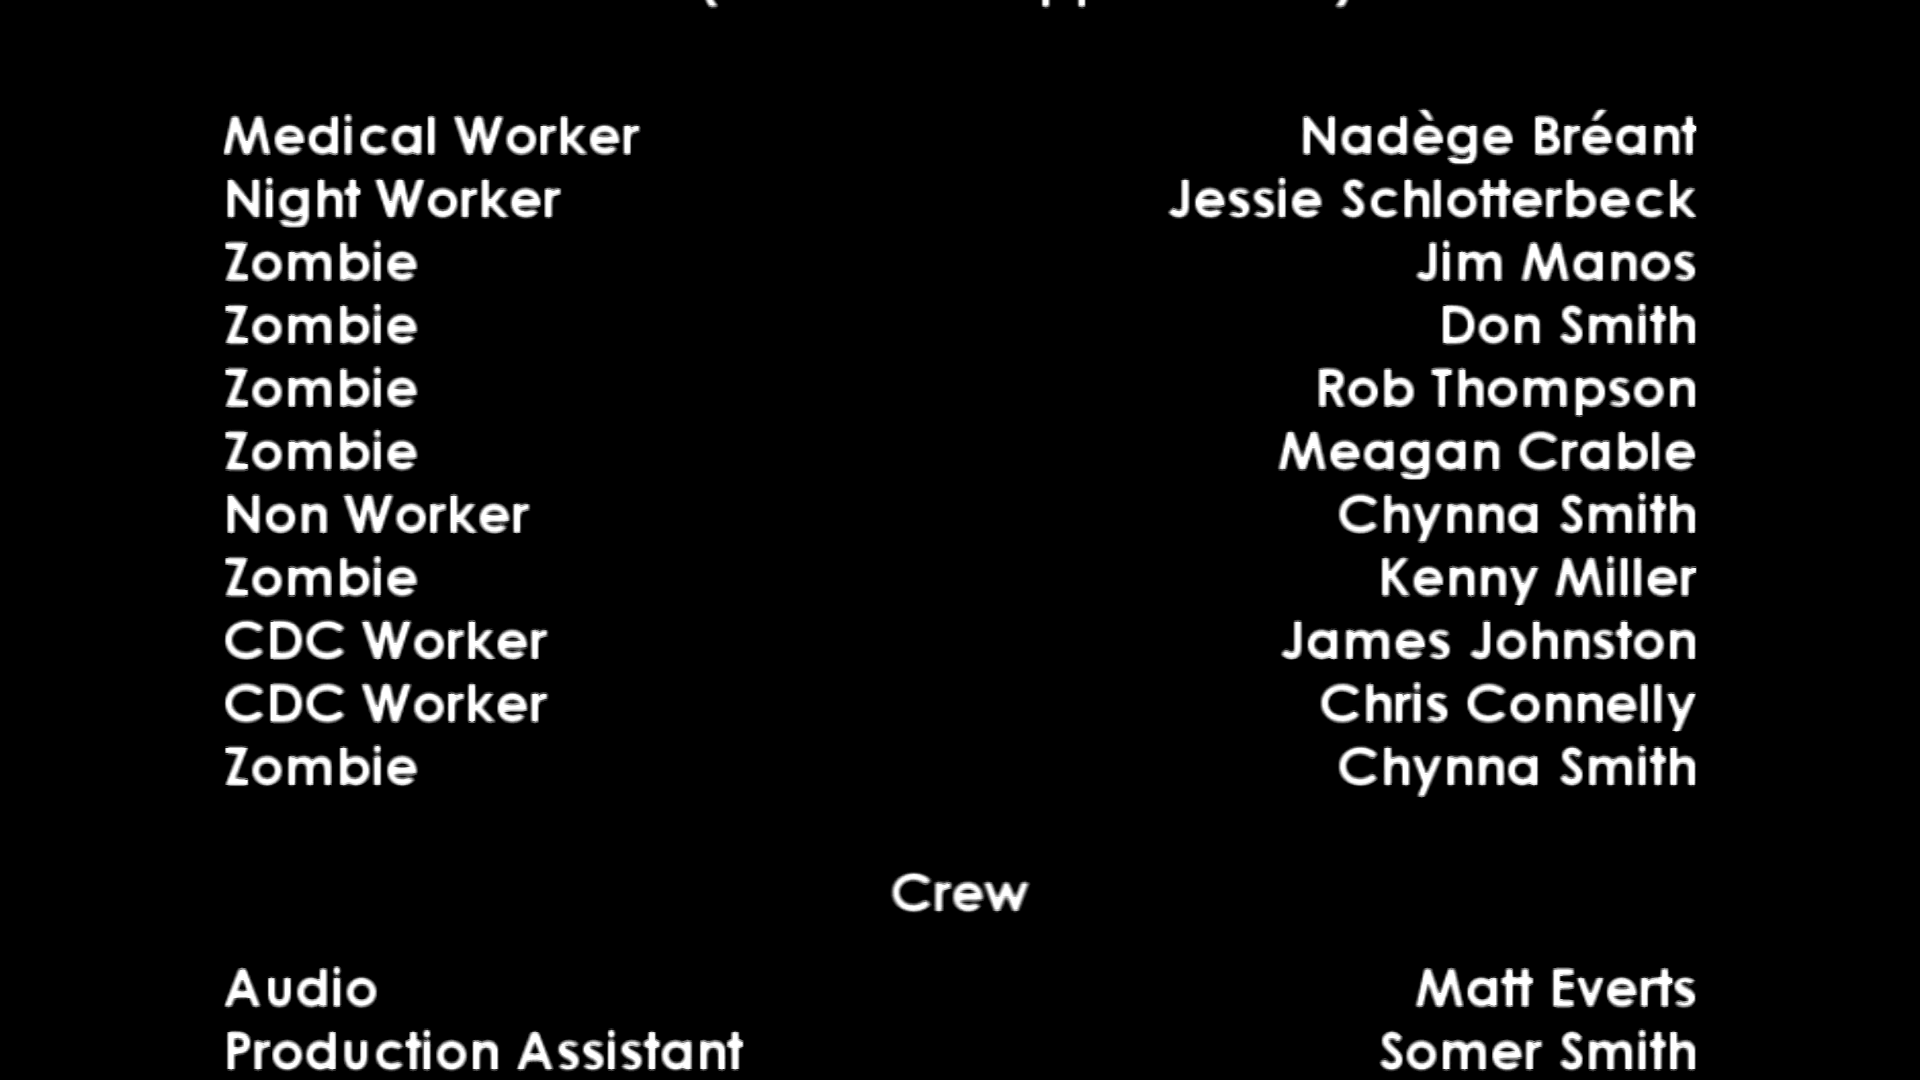 Medical Worker Nadège Bréant
Night Worker Jessie Schlotterbeck
Zombie Jim Manos
Zombie Don Smith
Zombie Rob Thompson
Zombie Meagan Crable
Non Worker Chynna Smith
Zombie Kenny Miller
CDC Worker James Johnston
CDC Worker Chris Connelly
Zombie Chynna Smith
Crew
Audio Matt Everts
Production Assistant Somer Smith